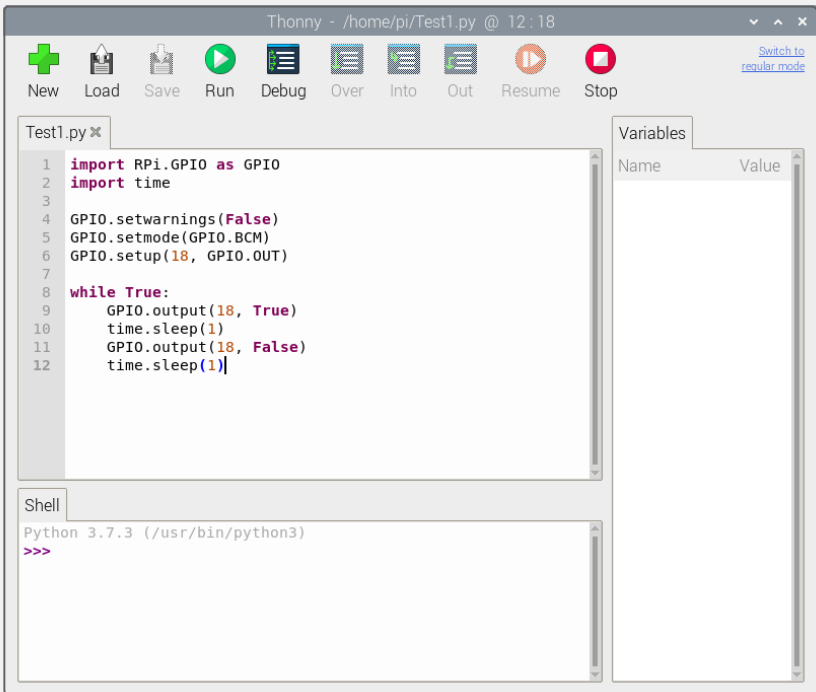 Thonny - /home/pi/Test1.py @ 12:18
New Load Save Run Debug Over Into Out Resume Stop
Switch to
regular mode
Test1.py
1 import RPi.GPIO as GPIO
2 import time
3
4 GPIO.setwarnings(False)
5 GPIO.setmode(GPIO.BCM)
6 GPIO.setup(18, GPIO.OUT)
7
8 while True:
9     GPIO.output(18, True)
10     time.sleep(1)
11     GPIO.output(18, False)
12     time.sleep(1)
Variables
Name Value
Shell
Python 3.7.3 (/usr/bin/python3)
>>>